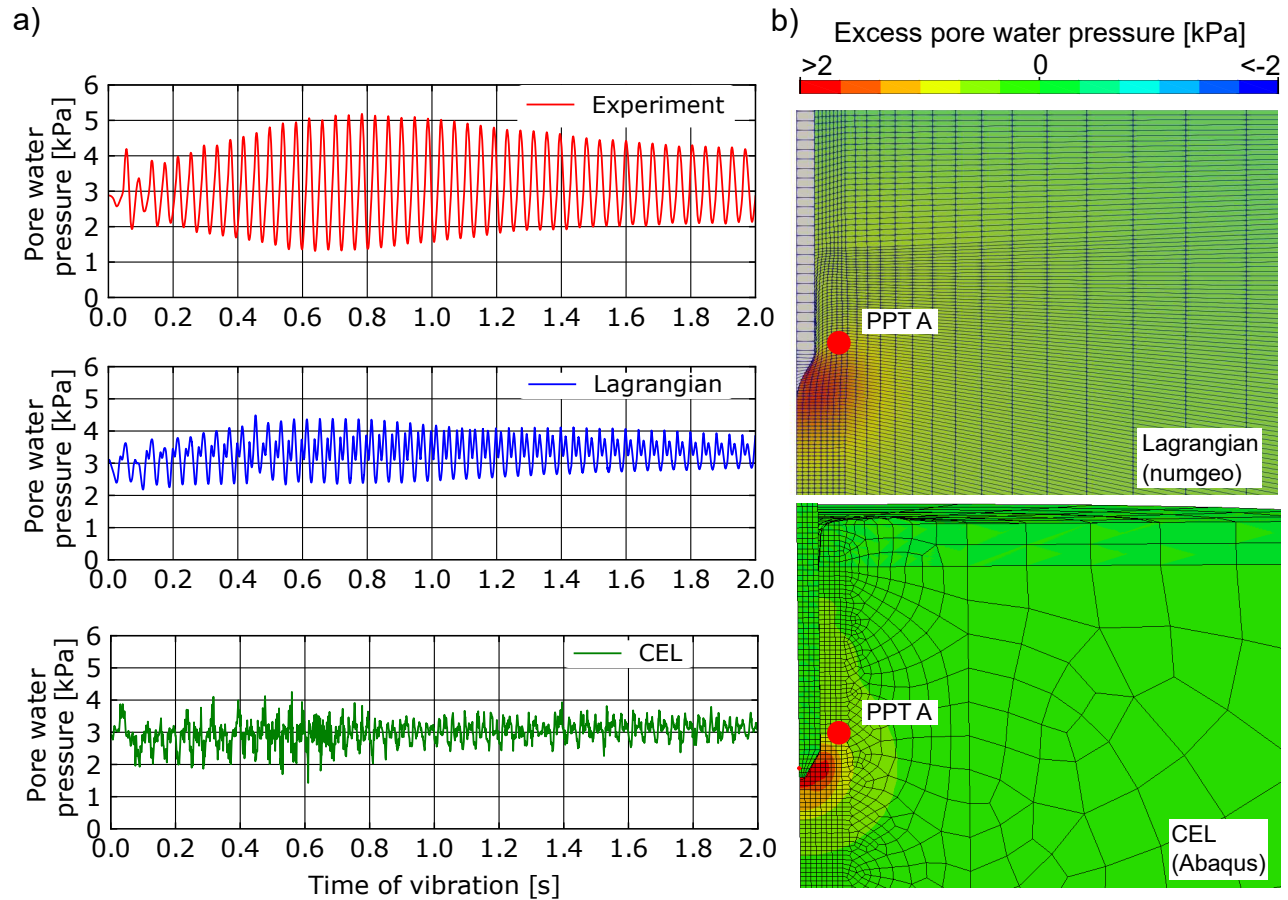 a)
Pore water
pressure [kPa]
6
5
4
3
2
1
0
Experiment
0.0 0.2 0.4 0.6 0.8 1.0 1.2 1.4 1.6 1.8 2.0
Pore water
pressure [kPa]
6
5
4
3
2
1
0
Lagrangian
0.0 0.2 0.4 0.6 0.8 1.0 1.2 1.4 1.6 1.8 2.0
Pore water
pressure [kPa]
6
5
4
3
2
1
0
CEL
0.0 0.2 0.4 0.6 0.8 1.0 1.2 1.4 1.6 1.8 2.0
Time of vibration [s]
b)
Excess pore water pressure [kPa]
>2 0 <-2
PPT A
Lagrangian
(numgeo)
PPT A
CEL
(Abaqus)